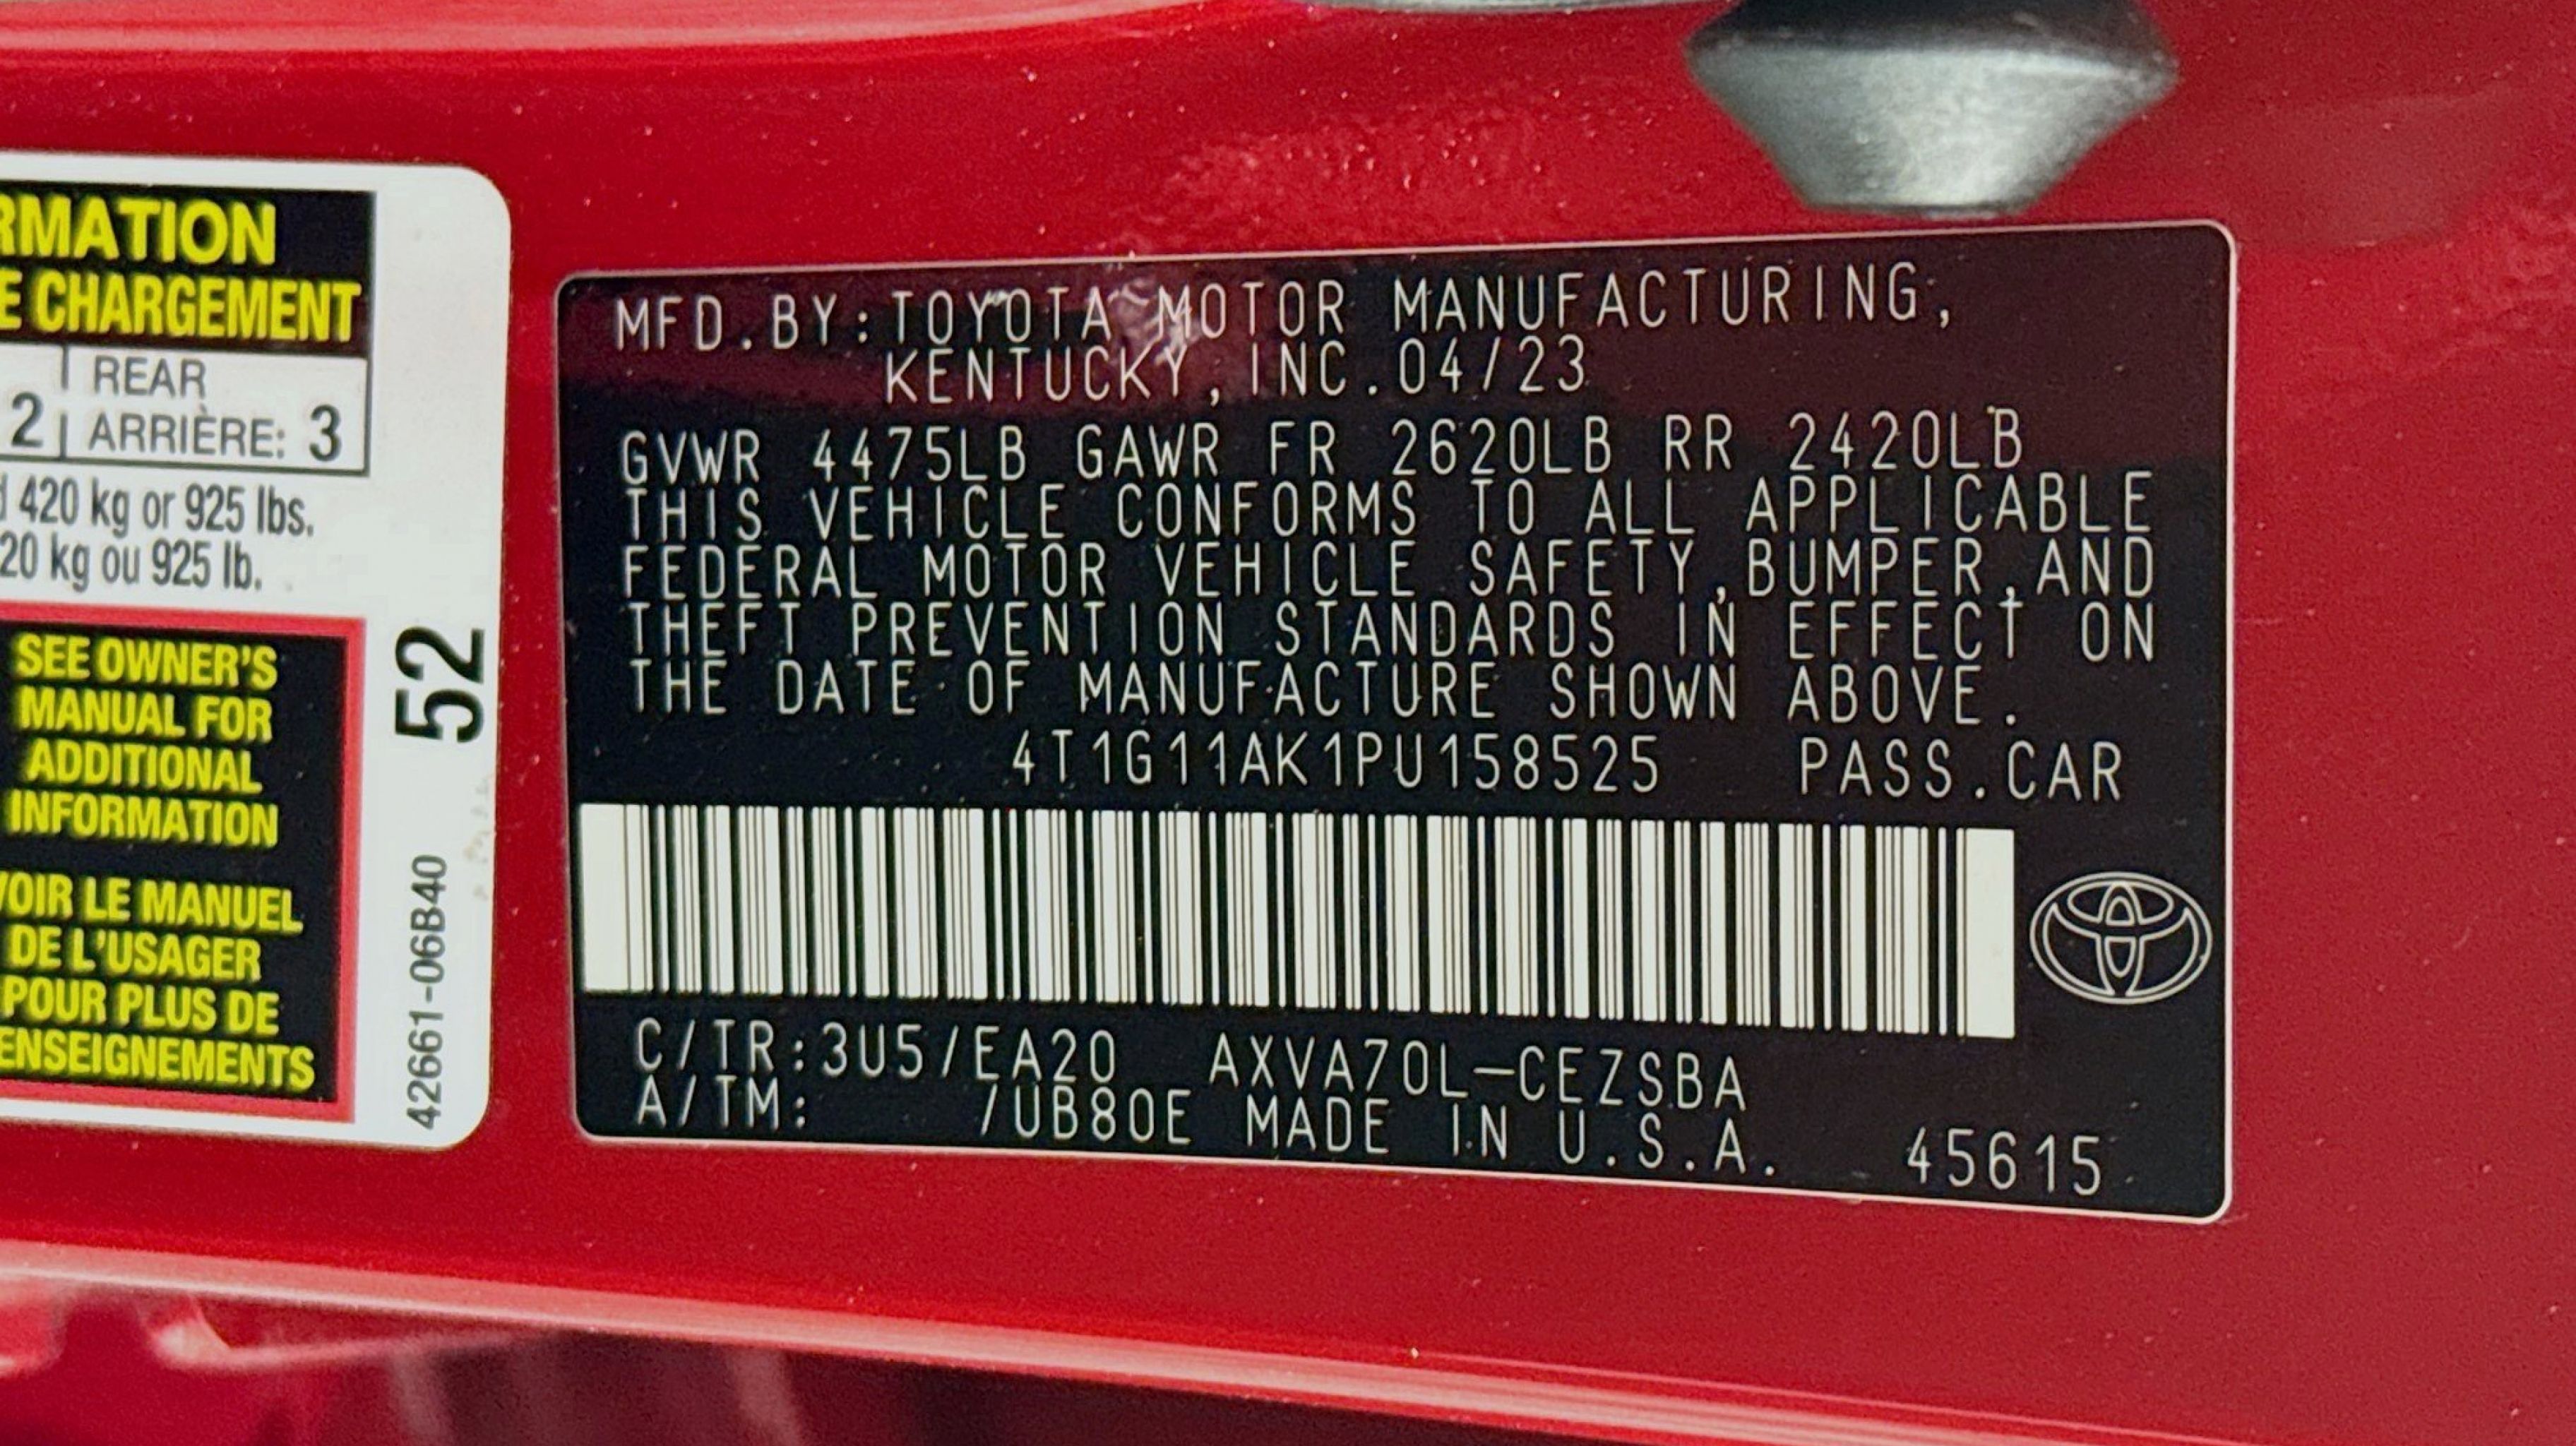 RMATION
E CHARGEMENT
REAR
2 ARRIÈRE: 3
420 kg or 925 lbs.
20 kg ou 925 lb.
SEE OWNER'S
MANUAL FOR
ADDITIONAL
INFORMATION
VOIR LE MANUEL
DE L'USAGER
POUR PLUS DE
ENSEIGNEMENTS
52
42661-06B40
MFD.BY:TOYOTA MOTOR MANUFACTURING,
KENTUCKY,INC.04/23
GVWR 4475LB GAWR FR 2620LB RR 2420LB
THIS VEHICLE CONFORMS TO ALL APPLICABLE
FEDERAL MOTOR VEHICLE SAFETY,BUMPER,AND
THEFT PREVENTION STANDARDS IN EFFECT ON
THE DATE OF MANUFACTURE SHOWN ABOVE.
4T1G11AK1PU158525 PASS.CAR
C/TR:3U5/EA20 AXVA70L-CEZSBA
A/TM: /UB80E MADE IN U.S.A. 45615